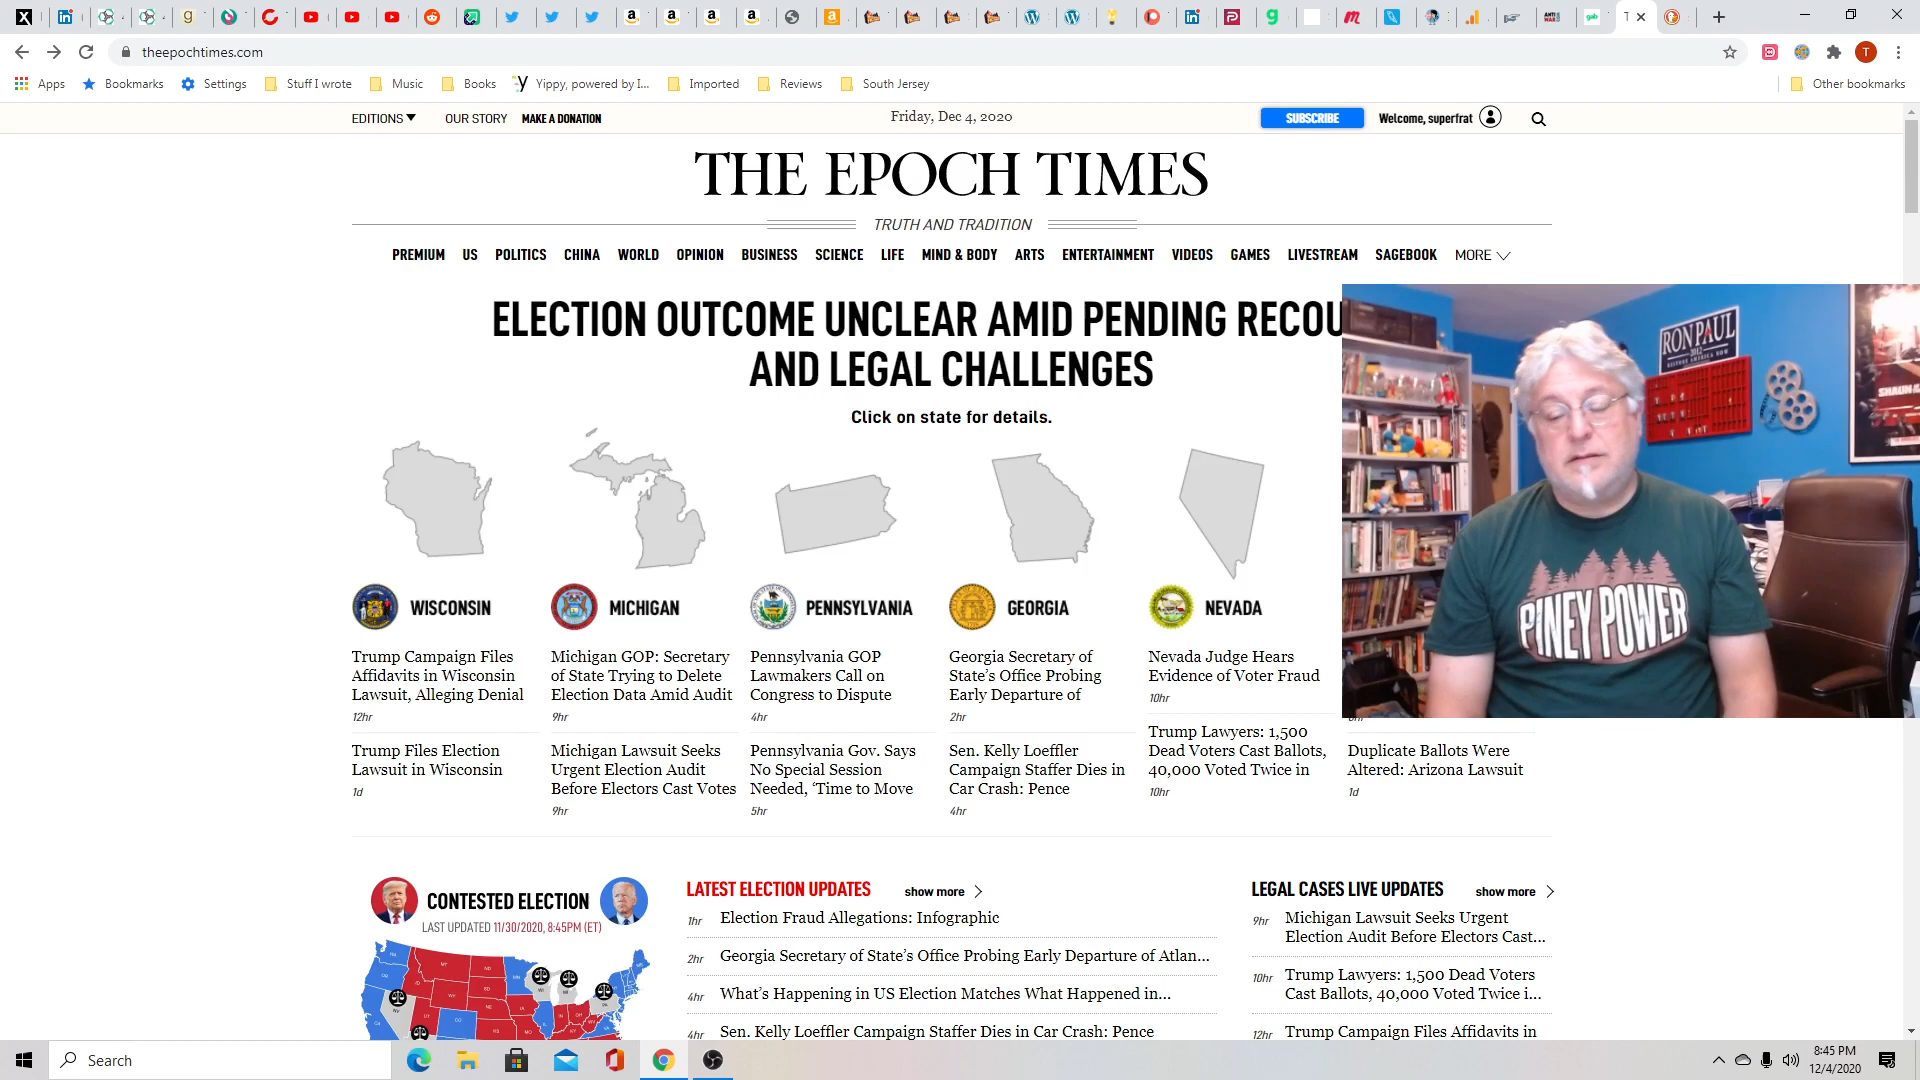 theepochtimes.com
Apps Bookmarks Settings Stuff I wrote Music Books Yippy, powered by I... Imported Reviews South Jersey Other bookmarks
EDITIONS OUR STORY MAKE A DONATION
Friday, Dec 4, 2020
SUBSCRIBE Welcome, superfrat
THE EPOCH TIMES
TRUTH AND TRADITION
PREMIUM US POLITICS CHINA WORLD OPINION BUSINESS SCIENCE LIFE MIND & BODY ARTS ENTERTAINMENT VIDEOS GAMES LIVESTREAM SAGEBOOK MORE
ELECTION OUTCOME UNCLEAR AMID PENDING RECOU
AND LEGAL CHALLENGES
Click on state for details.
RON PAUL
2012
PINEY POWER
WISCONSIN
Trump Campaign Files
Affidavits in Wisconsin
Lawsuit, Alleging Denial
12hr
Trump Files Election
Lawsuit in Wisconsin
1d
MICHIGAN
Michigan GOP: Secretary
of State Trying to Delete
Election Data Amid Audit
9hr
Michigan Lawsuit Seeks
Urgent Election Audit
Before Electors Cast Votes
9hr
PENNSYLVANIA
Pennsylvania GOP
Lawmakers Call on
Congress to Dispute
4hr
Pennsylvania Gov. Says
No Special Session
Needed, ‘Time to Move
5hr
GEORGIA
Georgia Secretary of
State’s Office Probing
Early Departure of
2hr
Sen. Kelly Loeffler
Campaign Staffer Dies in
Car Crash: Pence
4hr
NEVADA
Nevada Judge Hears
Evidence of Voter Fraud
10hr
Trump Lawyers: 1,500
Dead Voters Cast Ballots,
40,000 Voted Twice in
10hr
Duplicate Ballots Were
Altered: Arizona Lawsuit
1d
CONTESTED ELECTION
LAST UPDATED 11/30/2020, 8:45PM (ET)
LATEST ELECTION UPDATES show more
1hr Election Fraud Allegations: Infographic
2hr Georgia Secretary of State’s Office Probing Early Departure of Atlan...
4hr What’s Happening in US Election Matches What Happened in...
4hr Sen. Kelly Loeffler Campaign Staffer Dies in Car Crash: Pence
LEGAL CASES LIVE UPDATES show more
9hr Michigan Lawsuit Seeks Urgent
Election Audit Before Electors Cast...
10hr Trump Lawyers: 1,500 Dead Voters
Cast Ballots, 40,000 Voted Twice i...
12hr Trump Campaign Files Affidavits in
Search
8:45 PM
12/4/2020